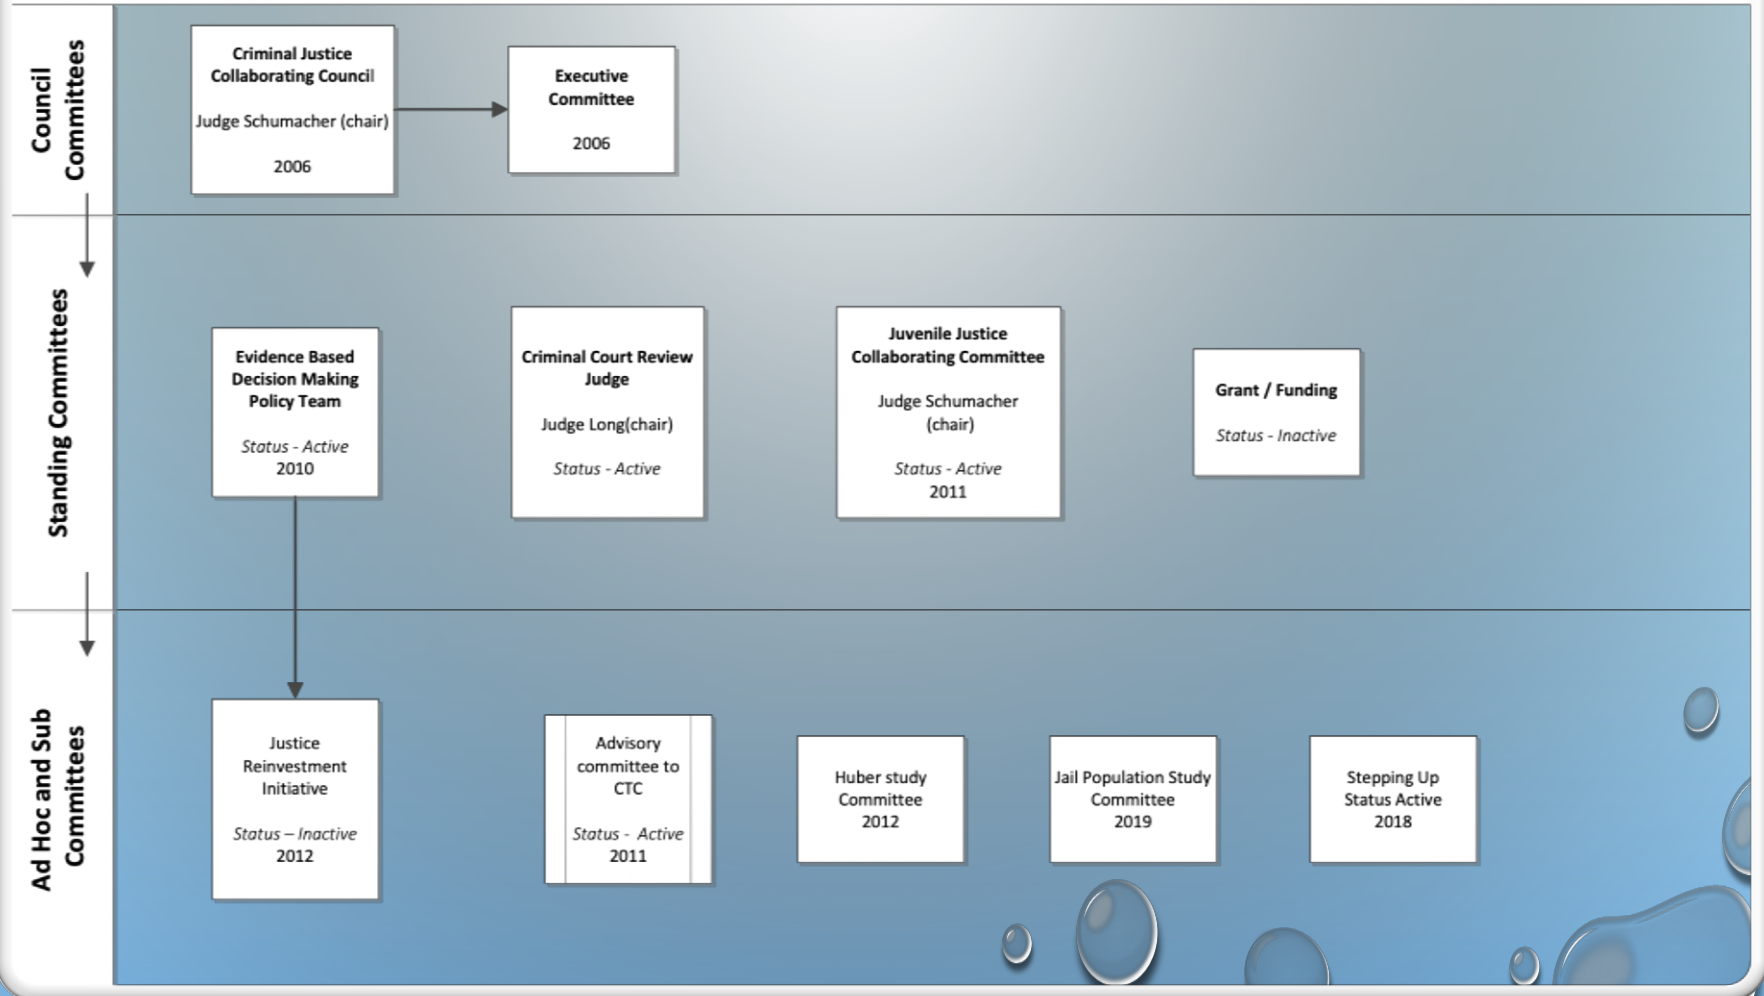 Council
Committees
Criminal Justice
Collaborating Council
Judge Schumacher (chair)
2006
Executive
Committee
2006
Standing Committees
Evidence Based
Decision Making
Policy Team
Status - Active
2010
Criminal Court Review
Judge
Judge Long(chair)
Status - Active
Juvenile Justice
Collaborating Committee
Judge Schumacher
(chair)
Status - Active
2011
Grant / Funding
Status - Inactive
Ad Hoc and Sub
Committees
Justice
Reinvestment
Initiative
Status – Inactive
2012
Advisory
committee to
CTC
Status - Active
2011
Huber study
Committee
2012
Jail Population Study
Committee
2019
Stepping Up
Status Active
2018